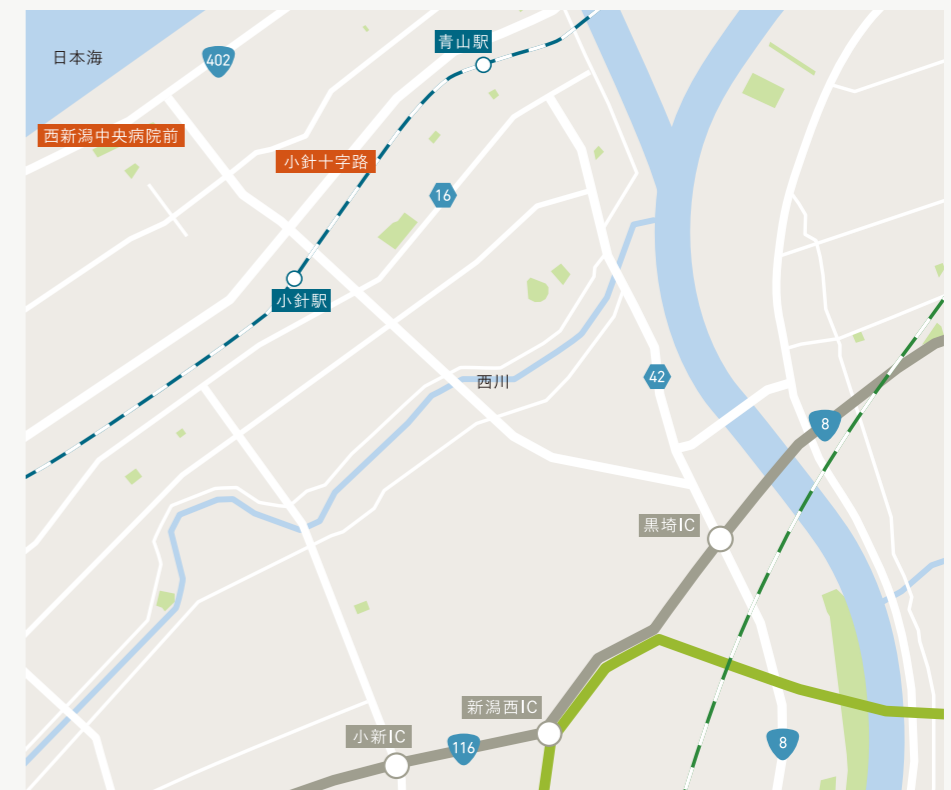 青山駅
日本海
402
西新潟中央病院前
小針十字路
16
小針駅
42
西川
8
黒埼IC
新潟西IC
小新IC
116
8